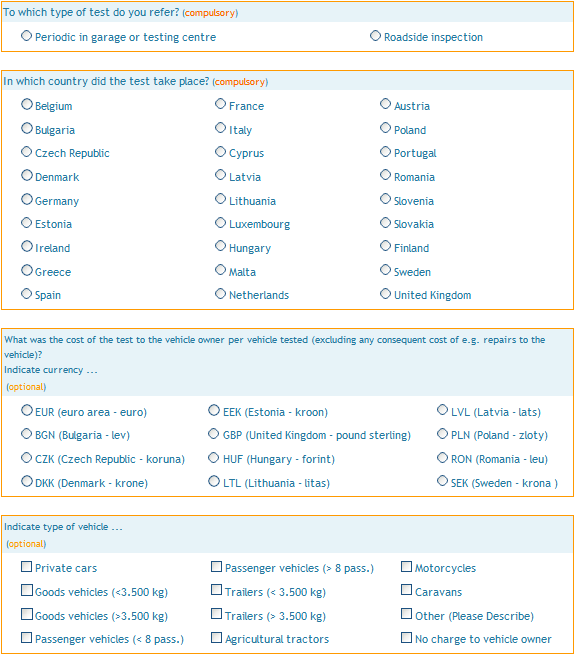 To which type of test do you refer? (compulsory)
Periodic in garage or testing centre Roadside inspection
In which country did the test take place? (compulsory)
Belgium France Austria
Bulgaria Italy Poland
Czech Republic Cyprus Portugal
Denmark Latvia Romania
Germany Lithuania Slovenia
Estonia Luxembourg Slovakia
Ireland Hungary Finland
Greece Malta Sweden
Spain Netherlands United Kingdom
What was the cost of the test to the vehicle owner per vehicle tested (excluding any consequent cost of e.g. repairs to the
vehicle)?
Indicate currency ...
(optional)
EUR (euro area - euro) EEK (Estonia - kroon) LVL (Latvia - lats)
BGN (Bulgaria - lev) GBP (United Kingdom - pound sterling) PLN (Poland - zloty)
CZK (Czech Republic - koruna) HUF (Hungary - forint) RON (Romania - leu)
DKK (Denmark - krone) LTL (Lithuania - litas) SEK (Sweden - krona )
Indicate type of vehicle ...
(optional)
Private cars Passenger vehicles (> 8 pass.) Motorcycles
Goods vehicles (<3.500 kg) Trailers (< 3.500 kg) Caravans
Goods vehicles (>3.500 kg) Trailers (> 3.500 kg) Other (Please Describe)
Passenger vehicles (< 8 pass.) Agricultural tractors No charge to vehicle owner